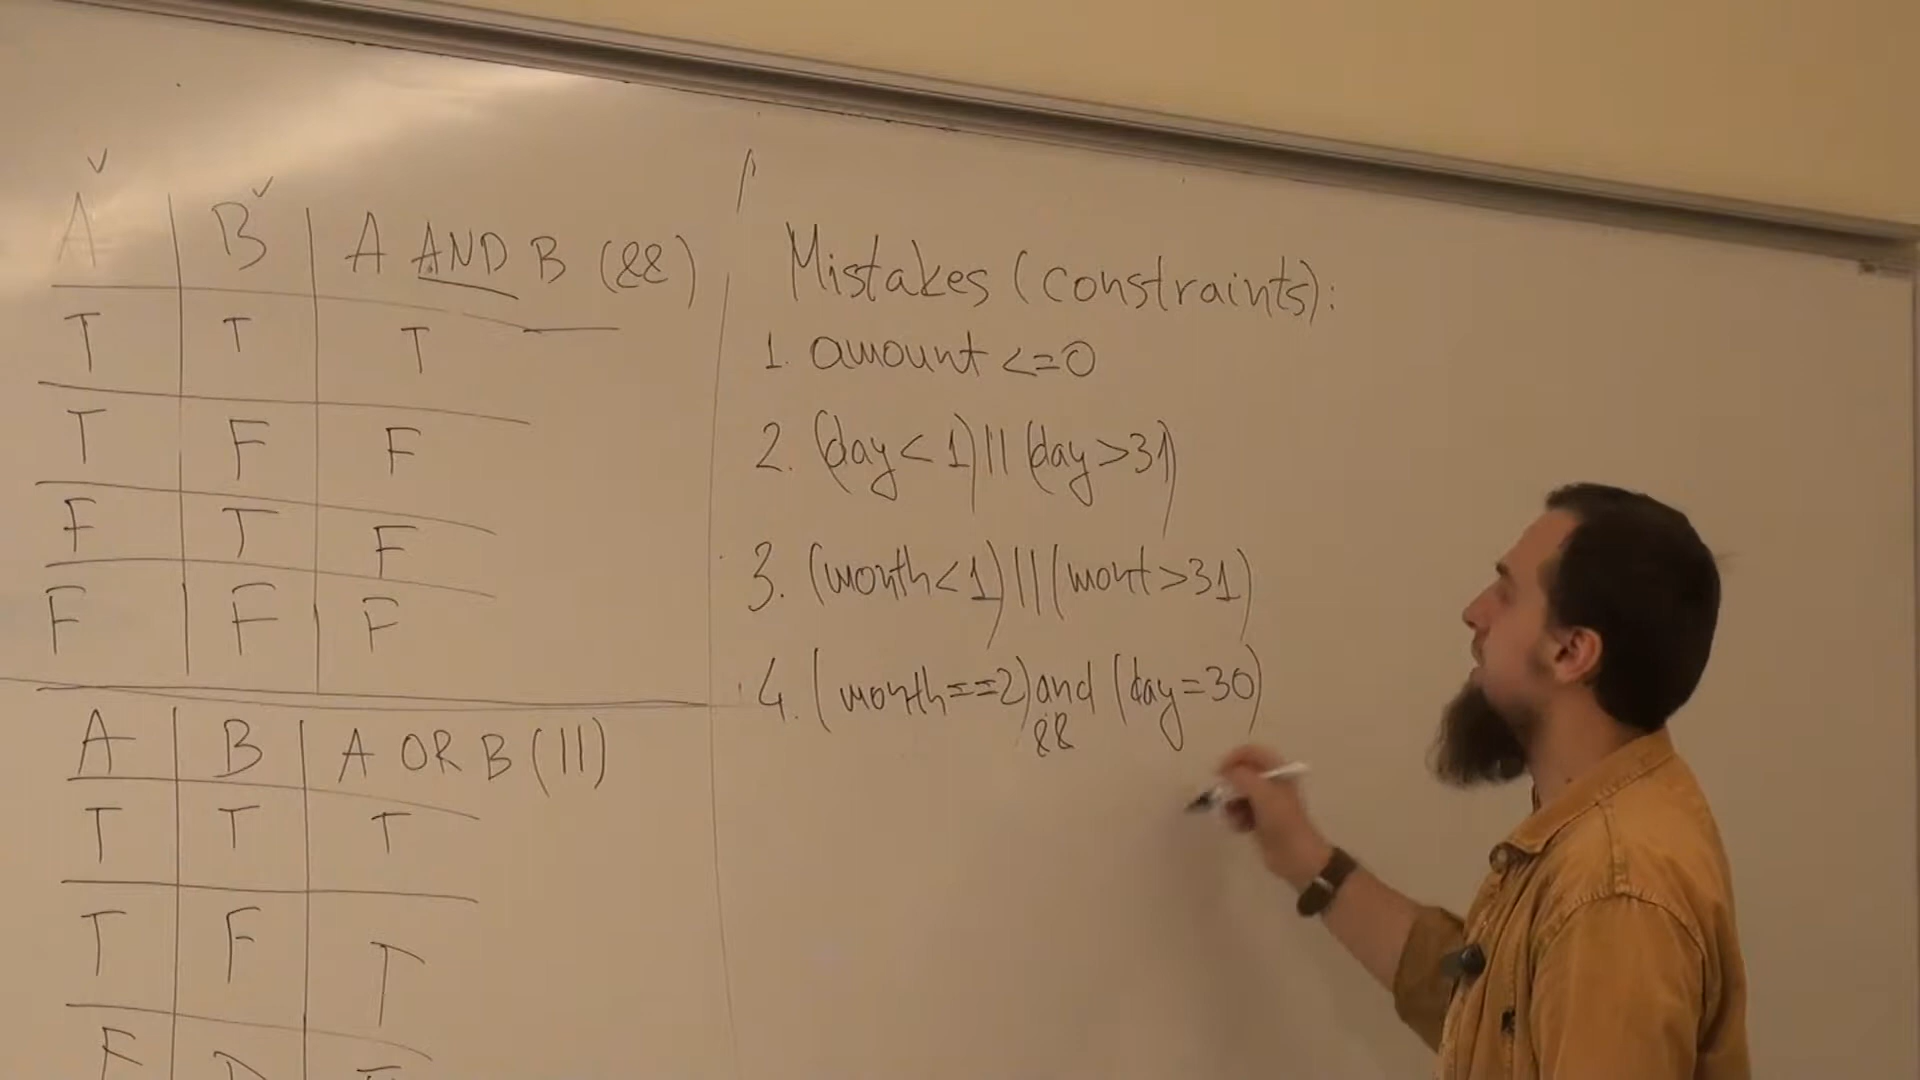 A B A AND B (&&)
T T T
T F F
F T F
F F F
A B A OR B (||)
T T T
T F T
F
Mistakes (constraints):
1. amount <=0
2. (day < 1) || (day > 31)
3. (month < 1) || (mont > 31)
4. (month == 2) and (day = 30)
&&